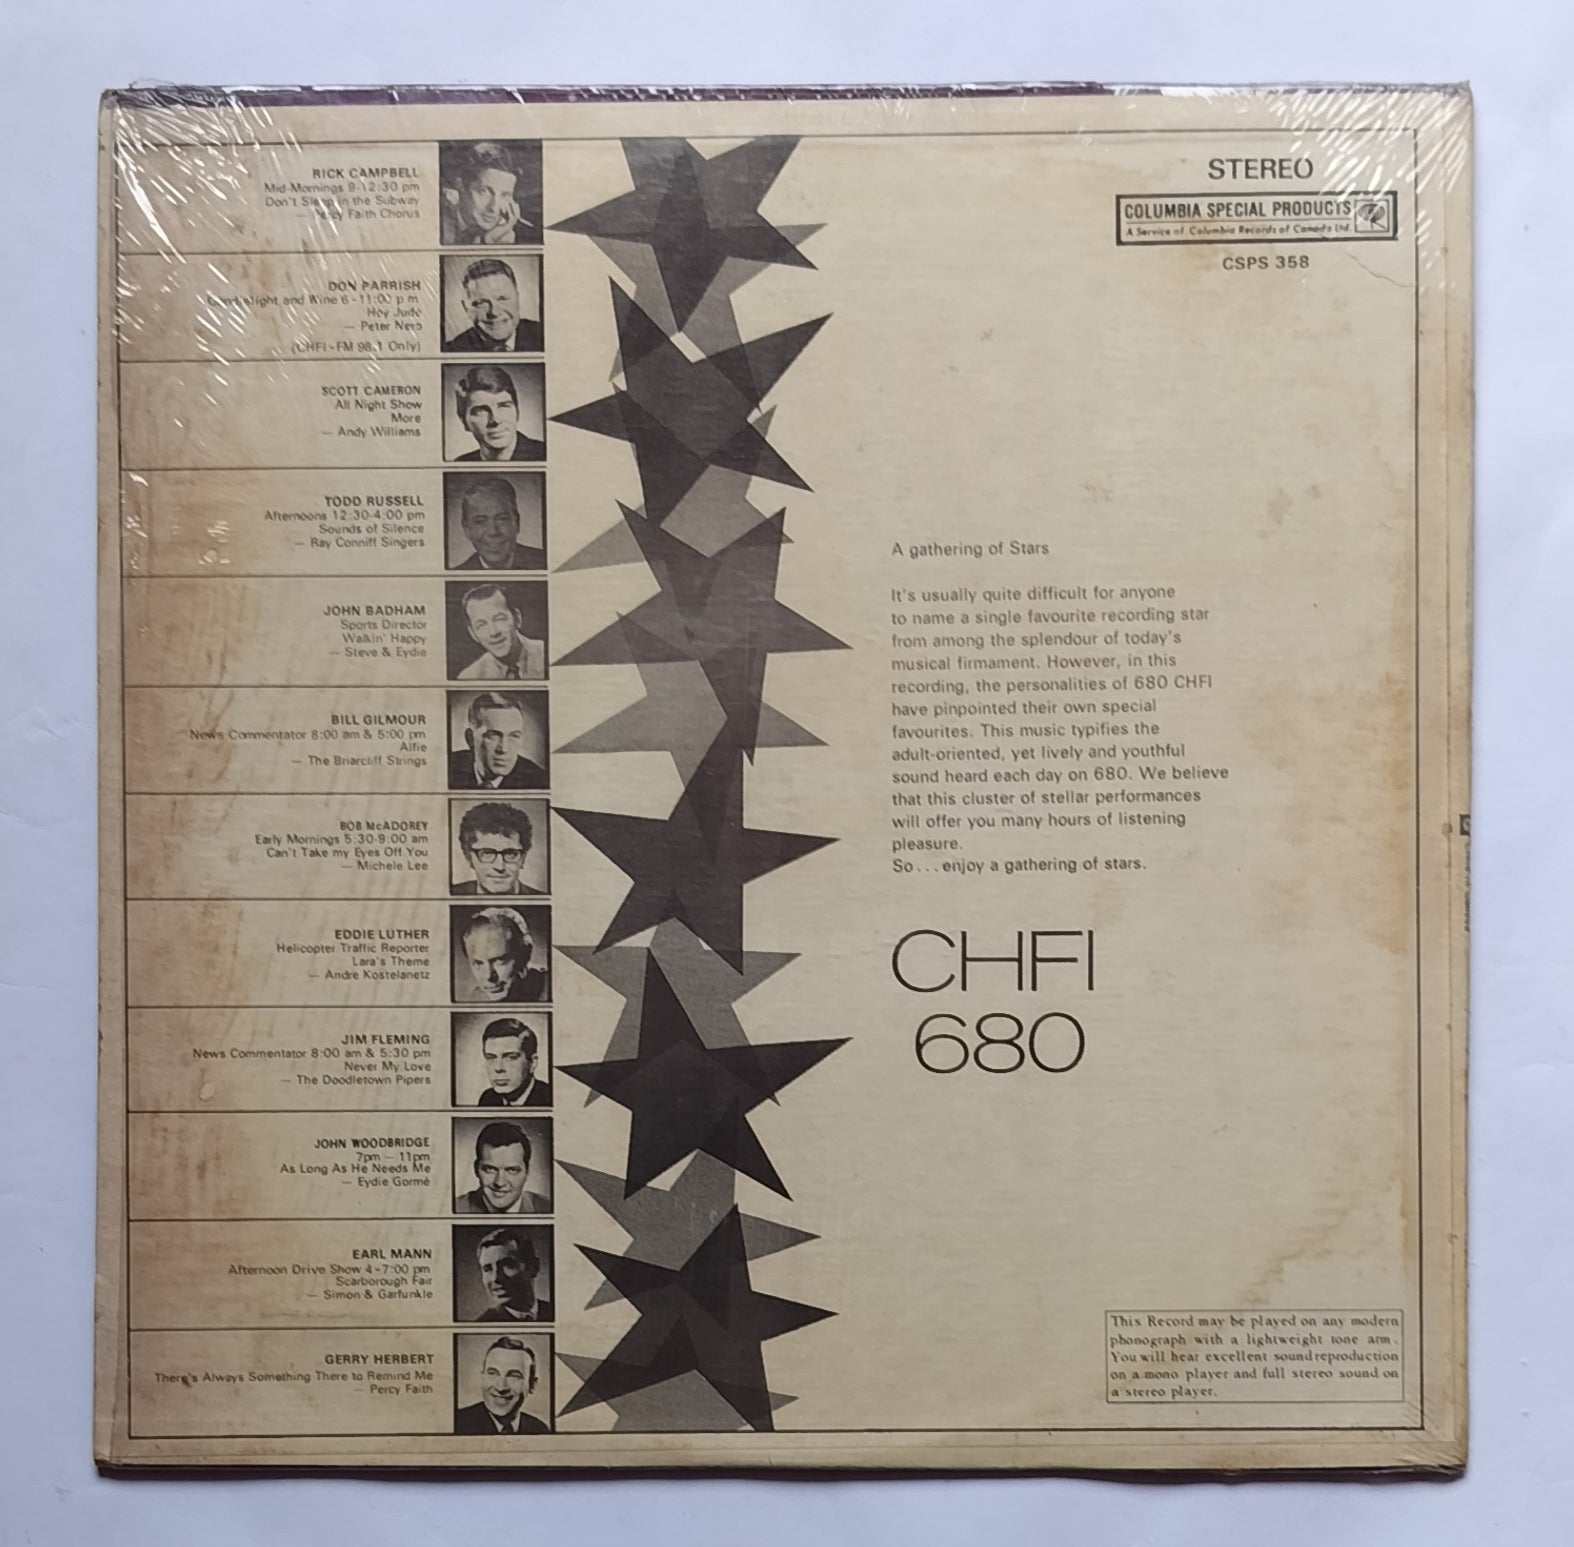 RICK CAMPBELL
Mid-Mornings 9-12:30 pm
Don't Sleep in the Subway
— Percy Faith Chorus
DON PARRISH
Candlelight and Wine 6-11:00 p m
Hey Jude
— Peter Nero
(CHFI-FM 98.1 Only)
SCOTT CAMERON
All Night Show
More
— Andy Williams
TODD RUSSELL
Afternoons 12:30-4:00 pm
Sounds of Silence
— Ray Conniff Singers
JOHN BADHAM
Sports Director
Walkin' Happy
— Steve & Eydie
BILL GILMOUR
News Commentator 8:00 am & 5:00 pm
Alfie
— The Briarcliff Strings
BOB McADOREY
Early Mornings 5:30-9:00 am
Can't Take my Eyes Off You
— Michele Lee
EDDIE LUTHER
Helicopter Traffic Reporter
Lara's Theme
— Andre Kostelanetz
JIM FLEMING
News Commentator 8:00 am & 5:30 pm
Never My Love
— The Doodletown Pipers
JOHN WOODBRIDGE
7pm — 11pm
As Long As He Needs Me
— Eydie Gormé
EARL MANN
Afternoon Drive Show 4-7:00 pm
Scarborough Fair
— Simon & Garfunkle
GERRY HERBERT
There's Always Something There to Remind Me
— Percy Faith
STEREO
COLUMBIA SPECIAL PRODUCTS
A Service of Columbia Records of Canada Ltd.
CSPS 358
A gathering of Stars
It's usually quite difficult for anyone
to name a single favourite recording star
from among the splendour of today's
musical firmament. However, in this
recording, the personalities of 680 CHFI
have pinpointed their own special
favourites. This music typifies the
adult-oriented, yet lively and youthful
sound heard each day on 680. We believe
that this cluster of stellar performances
will offer you many hours of listening
pleasure.
So...enjoy a gathering of stars.
CHFI
680
This Record may be played on any modern
phonograph with a lightweight tone arm.
You will hear excellent sound reproduction
on a mono player and full stereo sound on
a stereo player.